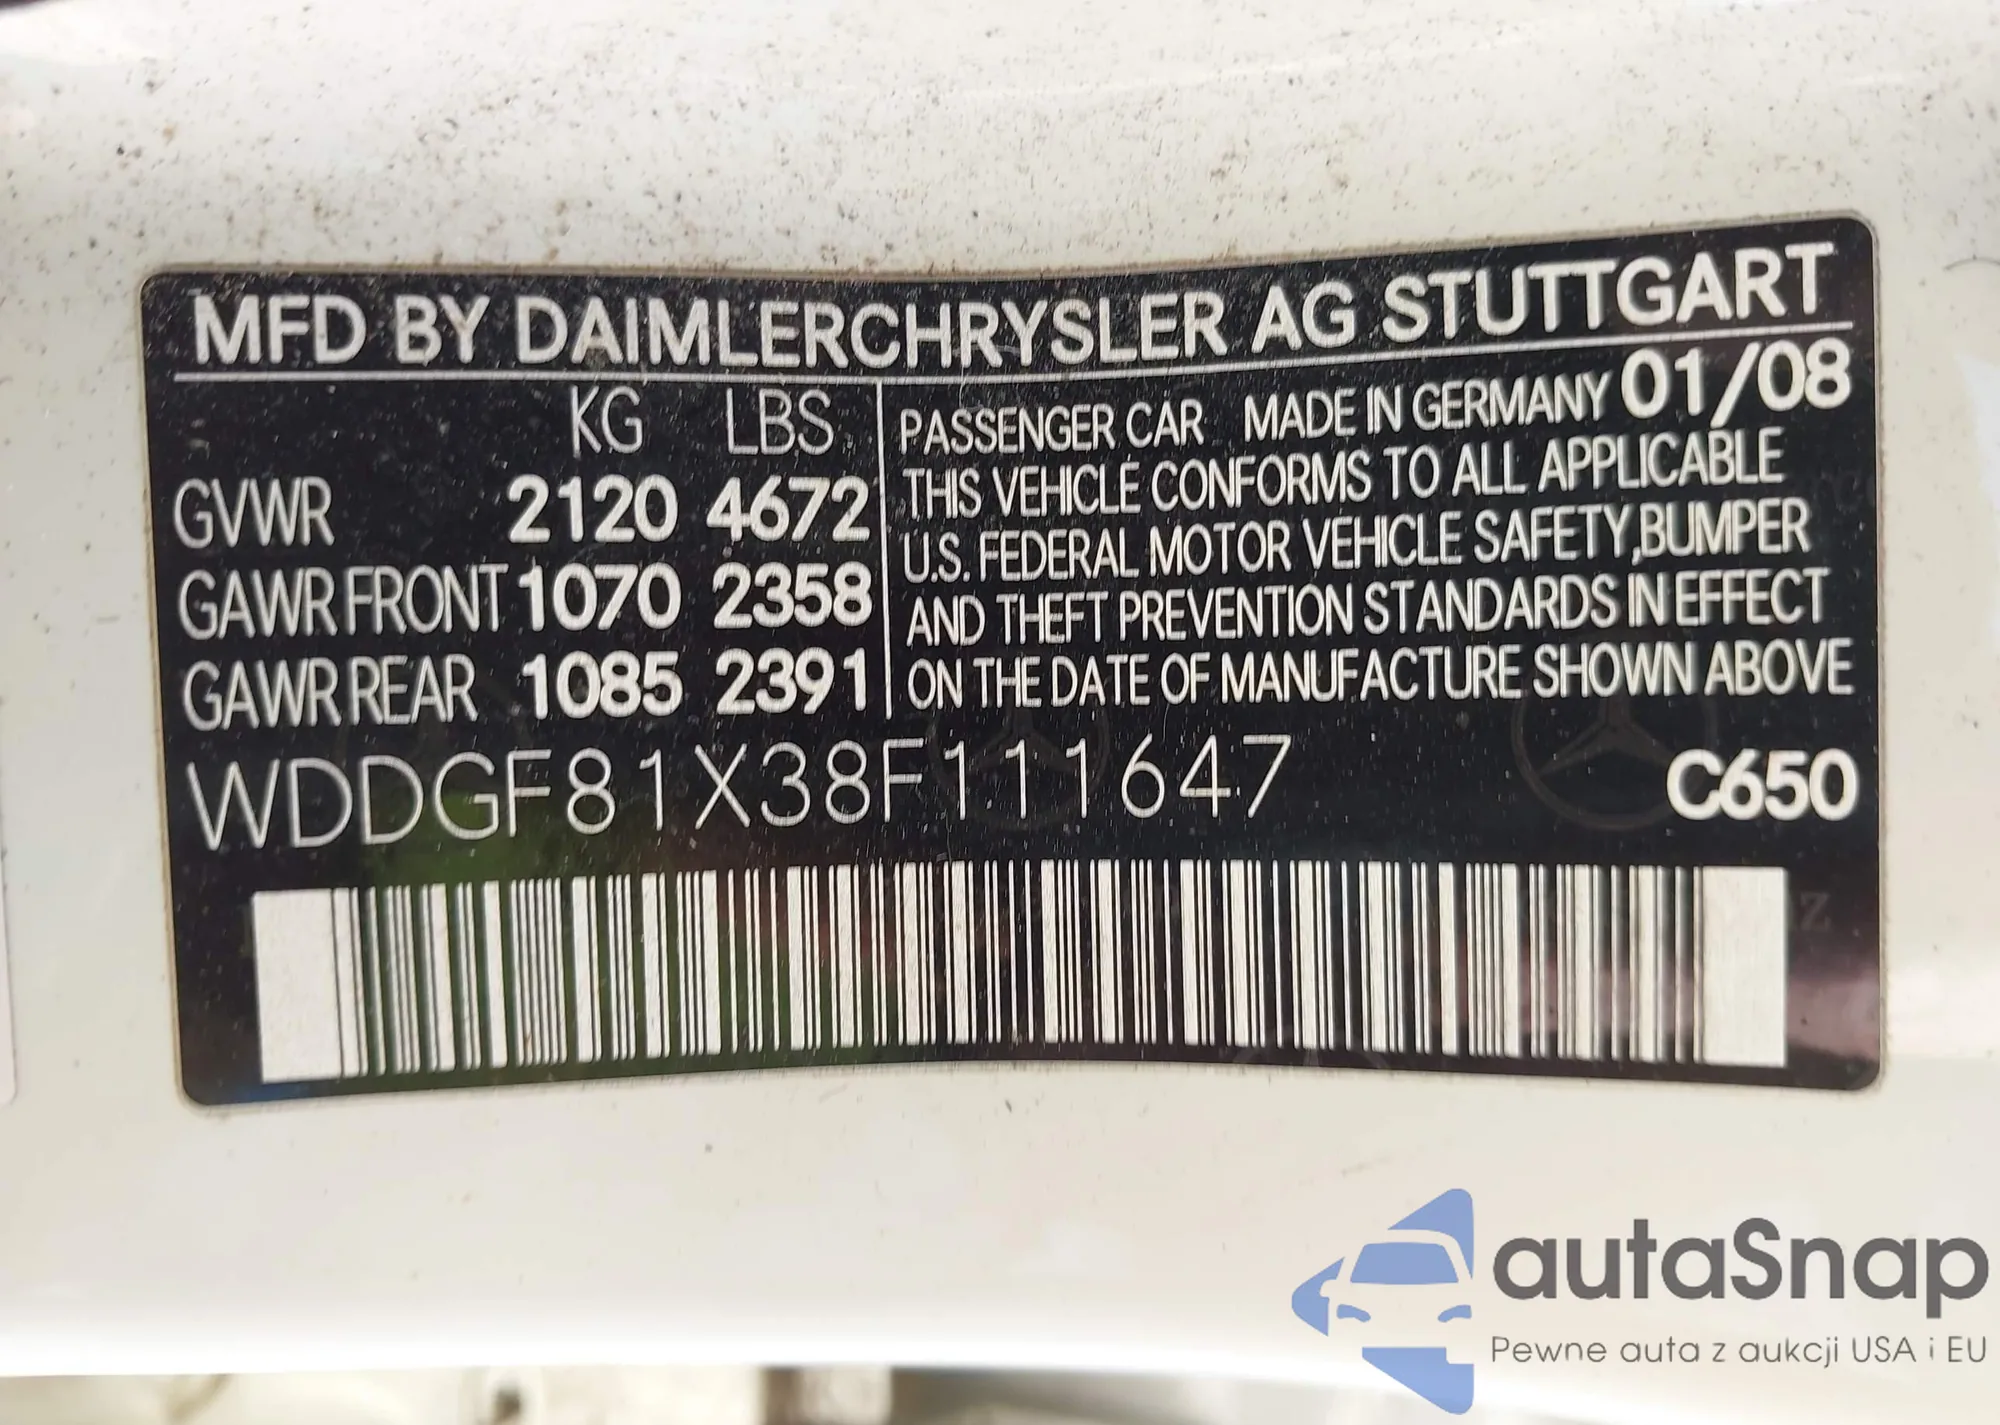 MFD BY DAIMLERCHRYSLER AG STUTTGART
KG LBS
GVWR 2120 4672
GAWR FRONT 1070 2358
GAWR REAR 1085 2391
PASSENGER CAR MADE IN GERMANY 01/08
THIS VEHICLE CONFORMS TO ALL APPLICABLE
U.S. FEDERAL MOTOR VEHICLE SAFETY, BUMPER
AND THEFT PREVENTION STANDARDS IN EFFECT
ON THE DATE OF MANUFACTURE SHOWN ABOVE
WDDGF81X38F111647 C650
autaSnap
Pewne auta z aukcji USA i EU